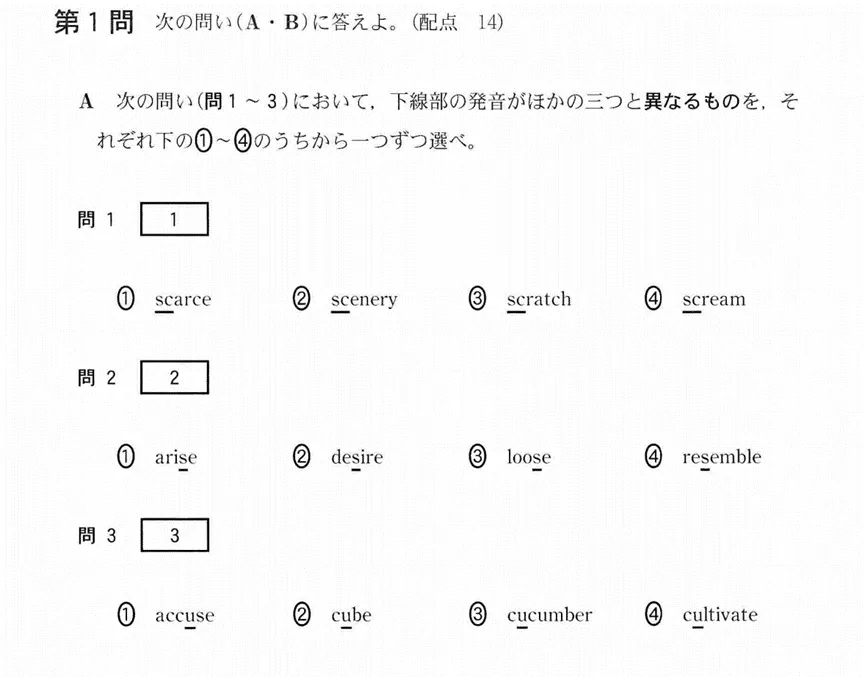 第1問 次の問い(A・B)に答えよ。(配点 14)
A 次の問い(問1~3)において,下線部の発音がほかの三つと異なるものを,そ
れぞれ下の①~④のうちから一つずつ選べ。
問1 1
① scarce ② scenery ③ scratch ④ scream
問2 2
① arise ② desire ③ loose ④ resemble
問3 3
① accuse ② cube ③ cucumber ④ cultivate